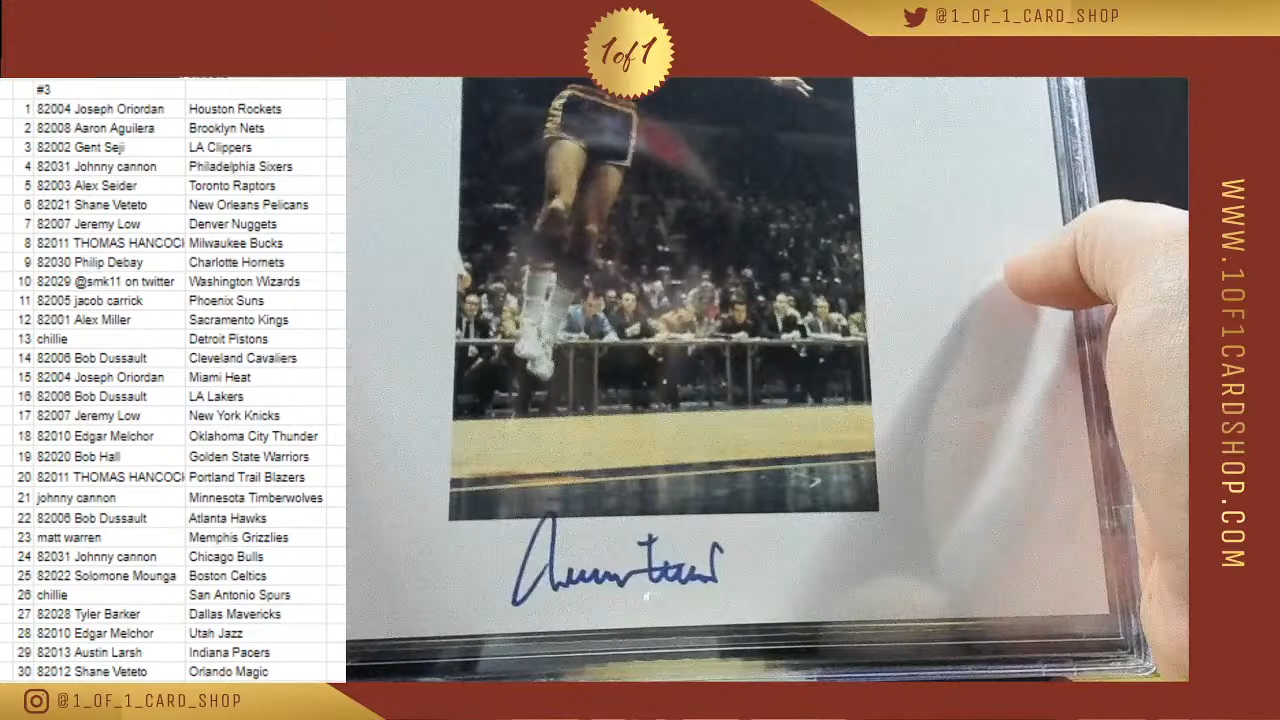 @1_OF_1_CARD_SHOP
1of1
#3
1 82004 Joseph Oriordan Houston Rockets
2 82008 Aaron Aguilera Brooklyn Nets
3 82002 Gent Seji LA Clippers
4 82031 Johnny cannon Philadelphia Sixers
5 82003 Alex Seider Toronto Raptors
6 82021 Shane Veteto New Orleans Pelicans
7 82007 Jeremy Low Denver Nuggets
8 82011 THOMAS HANCOCK Milwaukee Bucks
9 82030 Philip Debay Charlotte Hornets
10 82029 @smk11 on twitter Washington Wizards
11 82005 jacob carrick Phoenix Suns
12 82001 Alex Miller Sacramento Kings
13 chillie Detroit Pistons
14 82006 Bob Dussault Cleveland Cavaliers
15 82004 Joseph Oriordan Miami Heat
16 82006 Bob Dussault LA Lakers
17 82007 Jeremy Low New York Knicks
18 82010 Edgar Melchor Oklahoma City Thunder
19 82020 Bob Hall Golden State Warriors
20 82011 THOMAS HANCOCK Portland Trail Blazers
21 johnny cannon Minnesota Timberwolves
22 82006 Bob Dussault Atlanta Hawks
23 matt warren Memphis Grizzlies
24 82031 Johnny cannon Chicago Bulls
25 82022 Solomone Mounga Boston Celtics
26 chillie San Antonio Spurs
27 82028 Tyler Barker Dallas Mavericks
28 82010 Edgar Melchor Utah Jazz
29 82013 Austin Larsh Indiana Pacers
30 82012 Shane Veteto Orlando Magic
WWW.1OF1CARDSHOP.COM
@1_OF_1_CARD_SHOP